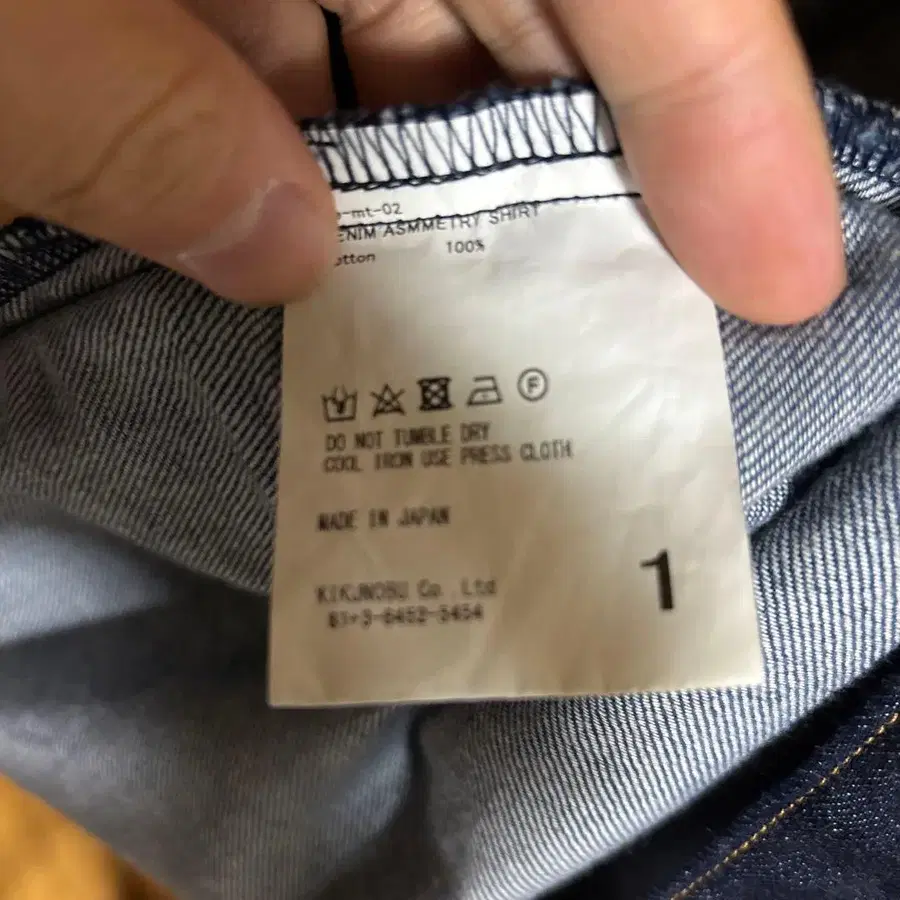 -mt-02
ENIM ASMMETRY SHIRT
otton 100%
F
DO NOT TUMBLE DRY
COOL IRON USE PRESS CLOTH
MADE IN JAPAN
1
KIKUNOBU Co.,Ltd
81+3-6452-5454